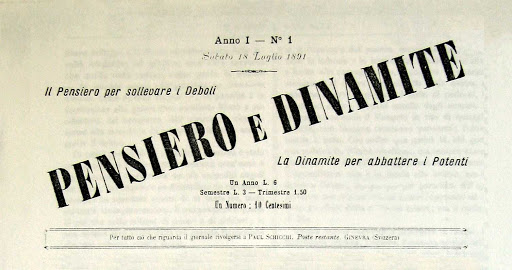 Anno I — N° 1
Sabato 18 Luglio 1891
Il Pensiero per sollevare i Deboli
PENSIERO E DINAMITE
La Dinamite per abbattere i Potenti
Un Anno L. 6
Semestre L. 3 — Trimestre 1.50
Un Numero ; 10 Centesimi
Per tutto ciò che riguarda il giornale rivolgersi a PAUL SCHICCHI. Poste restante. GINEVRA (Svizzera)